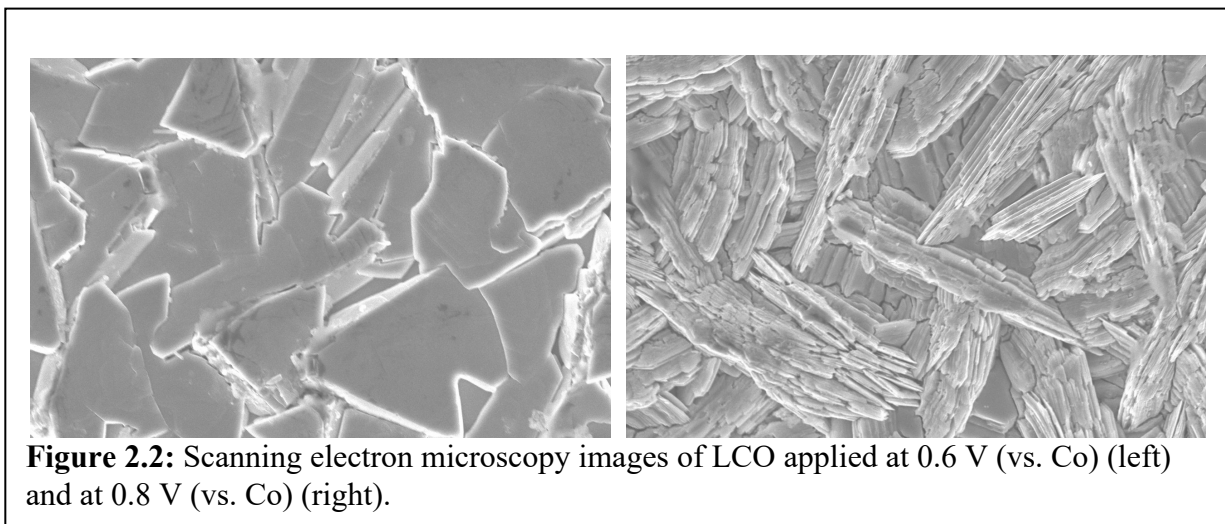 Figure 2.2: Scanning electron microscopy images of LCO applied at 0.6 V (vs. Co) (left)
and at 0.8 V (vs. Co) (right).